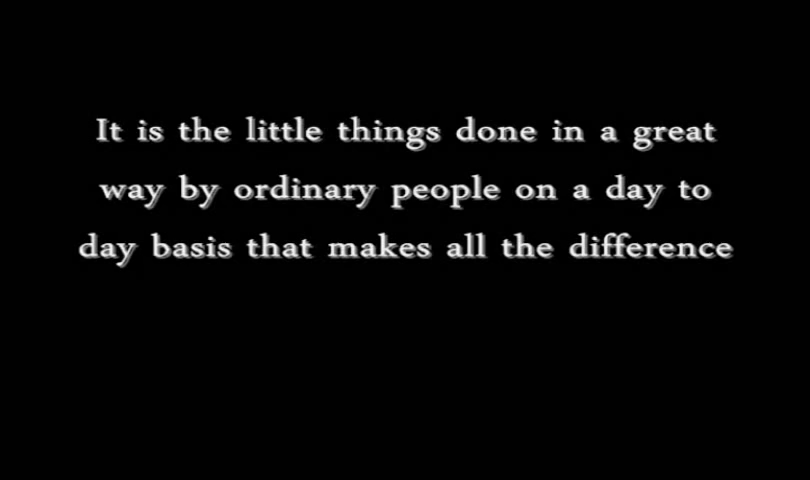 It is the little things done in a great
way by ordinary people on a day to
day basis that makes all the difference